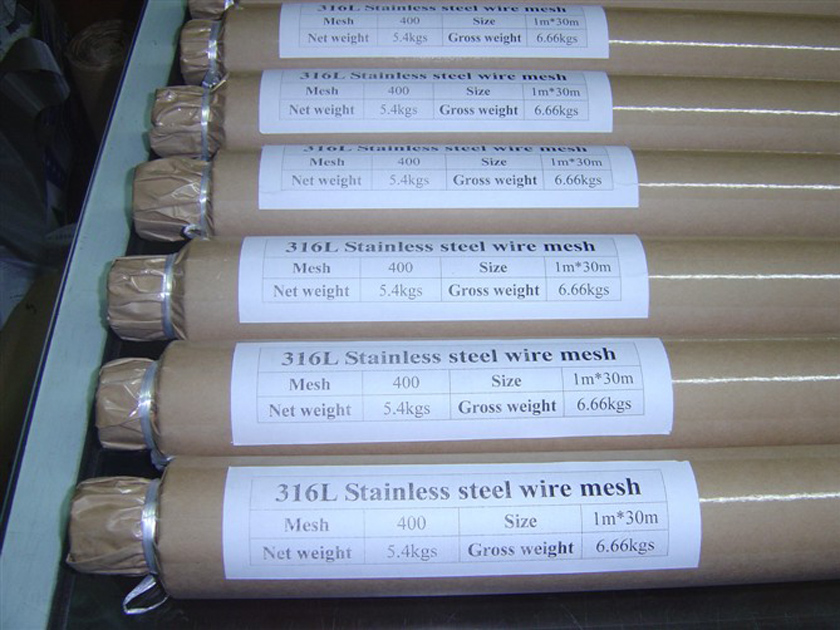 316L Stainless steel wire mesh
Mesh 400 Size 1m*30m
Net weight 5.4kgs Gross weight 6.66kgs
316L Stainless steel wire mesh
Mesh 400 Size 1m*30m
Net weight 5.4kgs Gross weight 6.66kgs
316L Stainless steel wire mesh
Mesh 400 Size 1m*30m
Net weight 5.4kgs Gross weight 6.66kgs
316L Stainless steel wire mesh
Mesh 400 Size 1m*30m
Net weight 5.4kgs Gross weight 6.66kgs
316L Stainless steel wire mesh
Mesh 400 Size 1m*30m
Net weight 5.4kgs Gross weight 6.66kgs
316L Stainless steel wire mesh
Mesh 400 Size 1m*30m
Net weight 5.4kgs Gross weight 6.66kgs